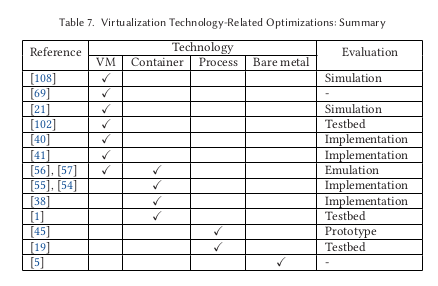 Table 7. Virtualization Technology-Related Optimizations: Summary
Reference Technology Evaluation
VM Container Process Bare metal
[108] ✓ Simulation
[69] ✓ -
[21] ✓ Simulation
[102] ✓ Testbed
[40] ✓ Implementation
[41] ✓ Implementation
[56], [57] ✓ ✓ Emulation
[55], [54] ✓ Implementation
[38] ✓ Implementation
[1] ✓ Testbed
[45] ✓ Prototype
[19] ✓ Testbed
[5] ✓ -